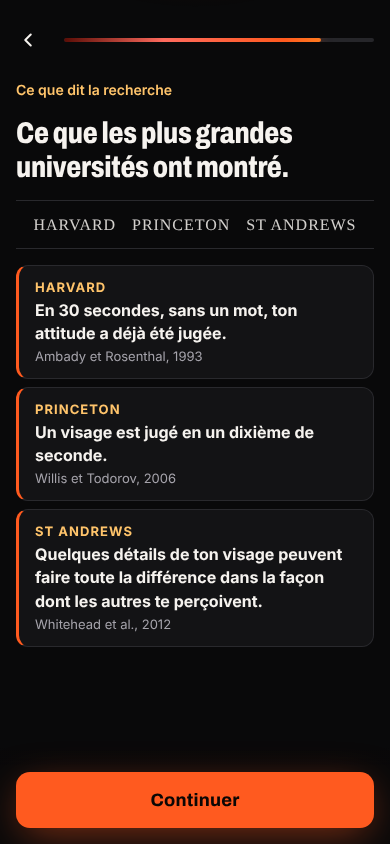 Ce que dit la recherche
Ce que les plus grandes
universités ont montré.
HARVARD PRINCETON ST ANDREWS
HARVARD
En 30 secondes, sans un mot, ton
attitude a déjà été jugée.
Ambady et Rosenthal, 1993
PRINCETON
Un visage est jugé en un dixième de
seconde.
Willis et Todorov, 2006
ST ANDREWS
Quelques détails de ton visage peuvent
faire toute la différence dans la façon
dont les autres te perçoivent.
Whitehead et al., 2012
Continuer